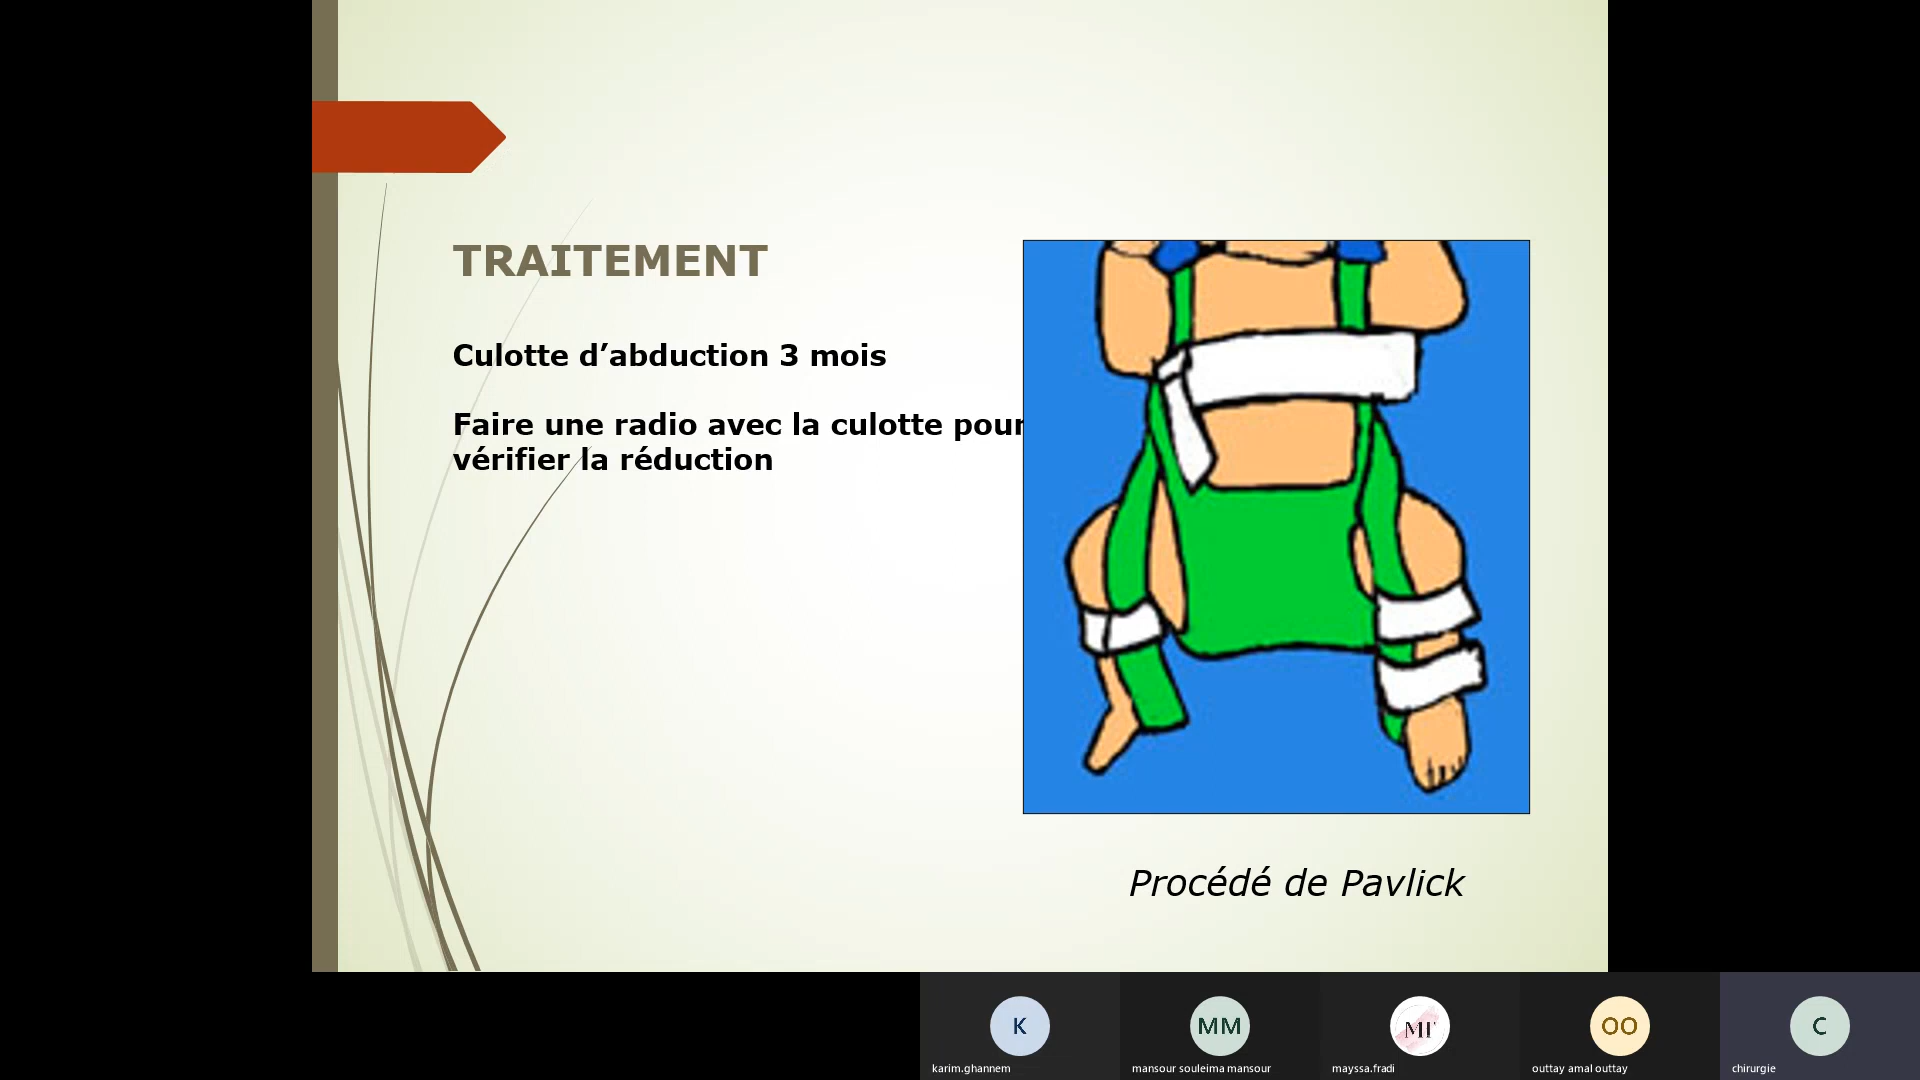 TRAITEMENT
Culotte d’abduction 3 mois
Faire une radio avec la culotte pour
vérifier la réduction
Procédé de Pavlick
K
MM
MF
OO
C
karim.ghannem
mansour souleima mansour
mayssa.fradi
outtay amal outtay
chirurgie